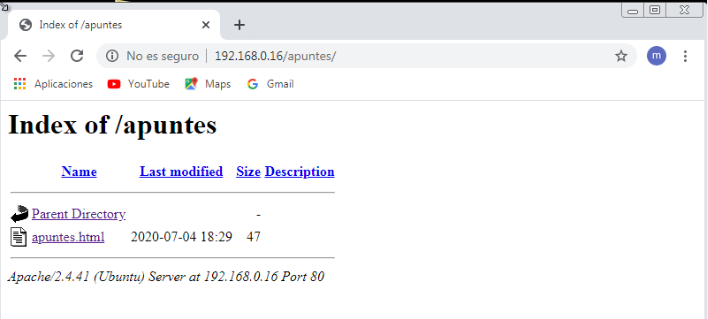 Index of /apuntes
No es seguro | 192.168.0.16/apuntes/
m
Aplicaciones YouTube Maps Gmail
Index of /apuntes
Name Last modified Size Description
Parent Directory -
apuntes.html 2020-07-04 18:29 47
Apache/2.4.41 (Ubuntu) Server at 192.168.0.16 Port 80